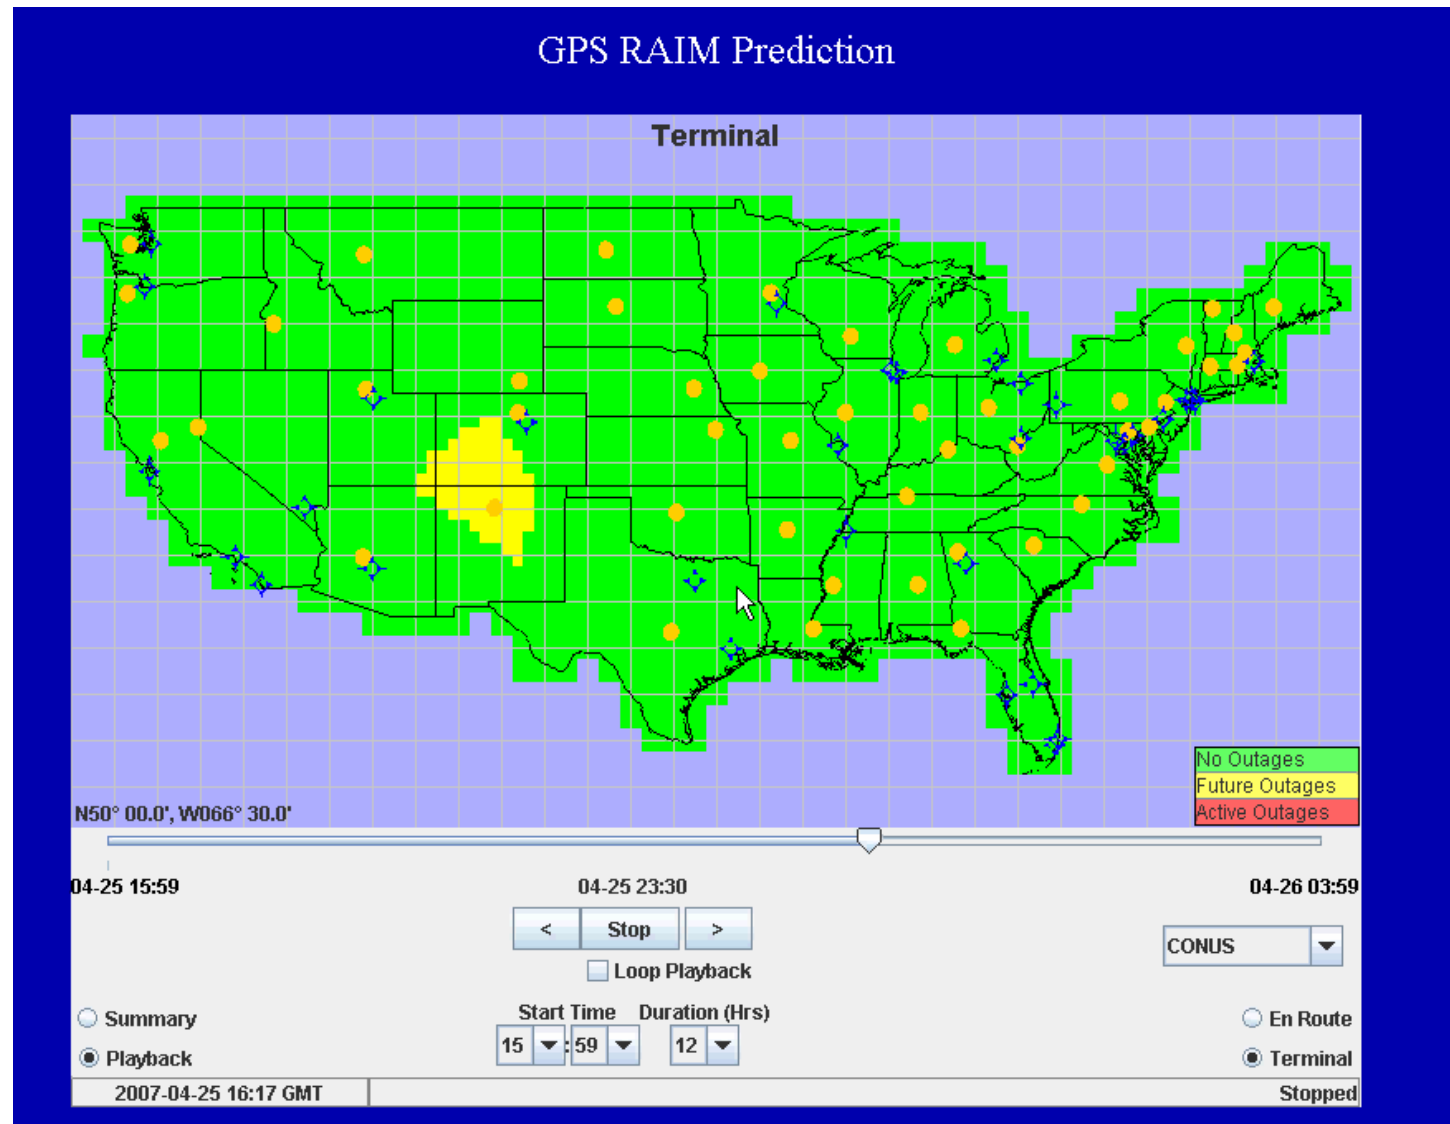 GPS RAIM Prediction
Terminal
No Outages
Future Outages
Active Outages
N50° 00.0', W066° 30.0'
04-25 15:59
04-25 23:30
04-26 03:59
< Stop >
CONUS
Loop Playback
Start Time Duration (Hrs)
Summary
En Route
15 : 59 12
Playback
Terminal
2007-04-25 16:17 GMT
Stopped